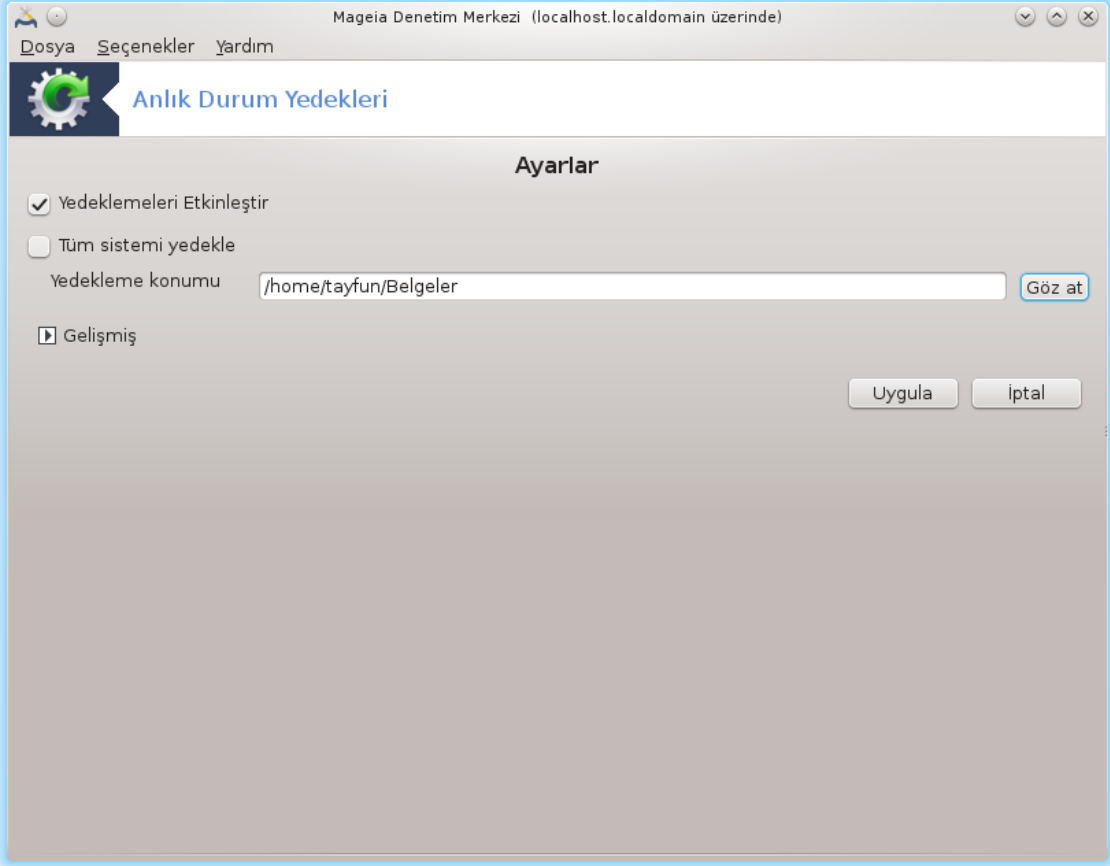 Mageia Denetim Merkezi (localhost.localdomain üzerinde)
Dosya Seçenekler Yardım
Anlık Durum Yedekleri
Ayarlar
Yedeklemeleri Etkinleştir
Tüm sistemi yedekle
Yedekleme konumu /home/tayfun/Belgeler Göz at
Gelişmiş
Uygula İptal